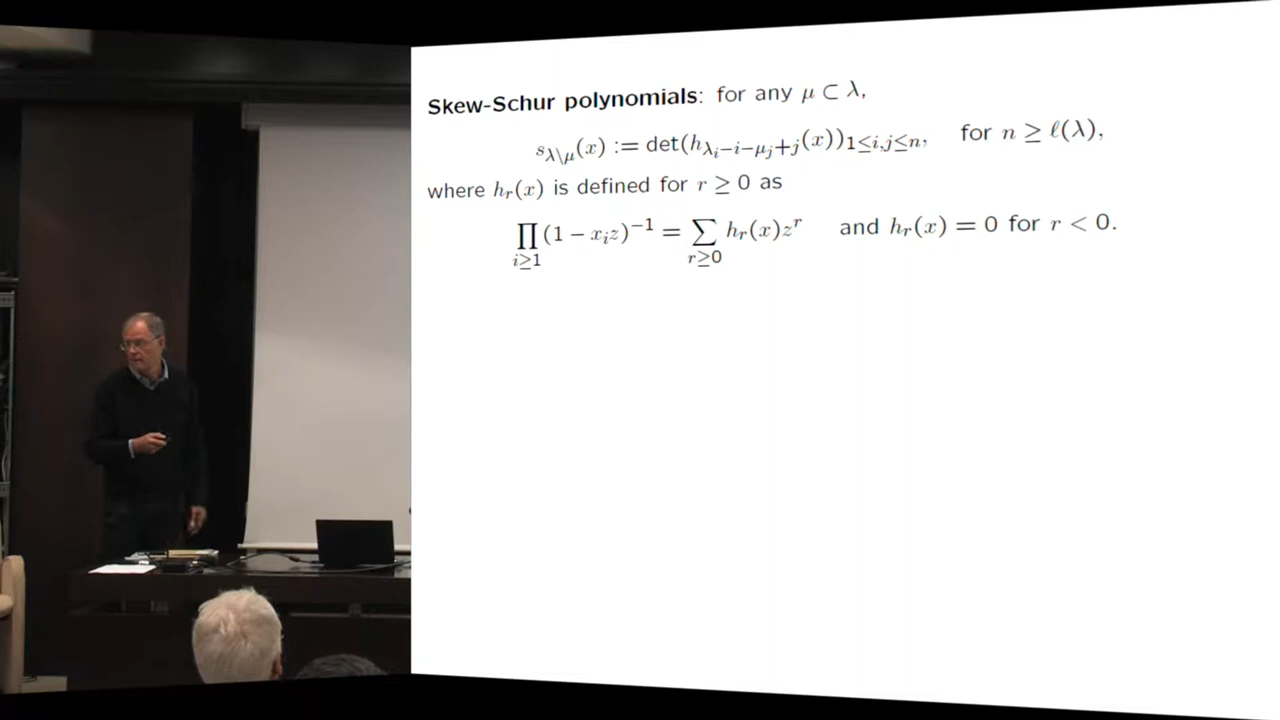 Skew-Schur polynomials: for any μ ⊂ λ,
s_{λ\μ}(x) := det(h_{λ_i−i−μ_j+j}(x))_{1≤i,j≤n}, for n ≥ ℓ(λ),
where h_r(x) is defined for r ≥ 0 as
∏_{i≥1} (1 − x_i z)^{−1} = ∑_{r≥0} h_r(x)z^r and h_r(x) = 0 for r < 0.